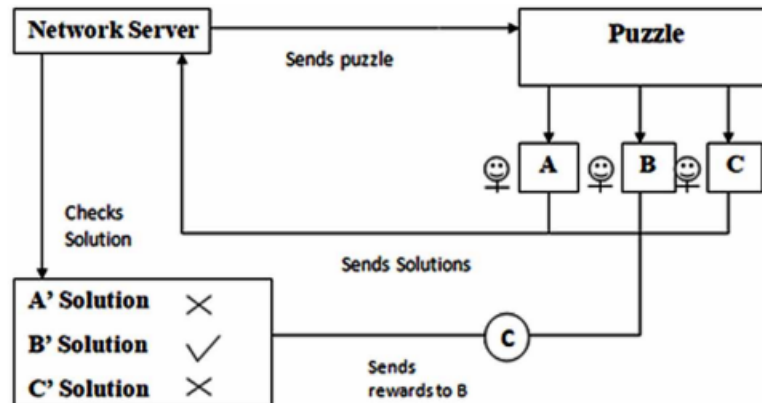 Network Server
Puzzle
Sends puzzle
A
B
C
Checks
Solution
Sends Solutions
A' Solution
B' Solution
C' Solution
C
Sends
rewards to B